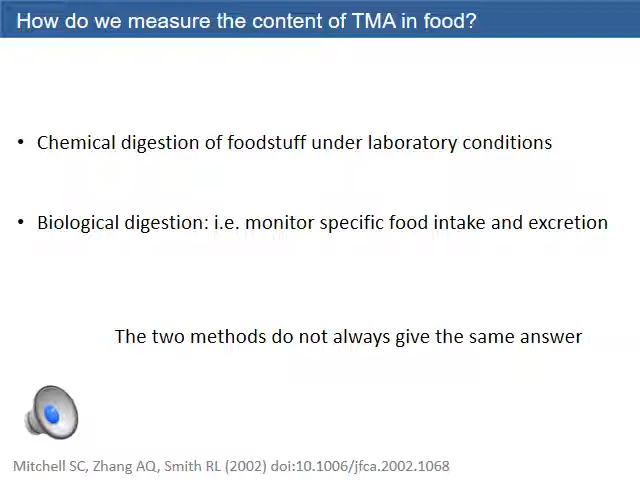 How do we measure the content of TMA in food?
• Chemical digestion of foodstuff under laboratory conditions
• Biological digestion: i.e. monitor specific food intake and excretion
The two methods do not always give the same answer
Mitchell SC, Zhang AQ, Smith RL (2002) doi:10.1006/jfca.2002.1068